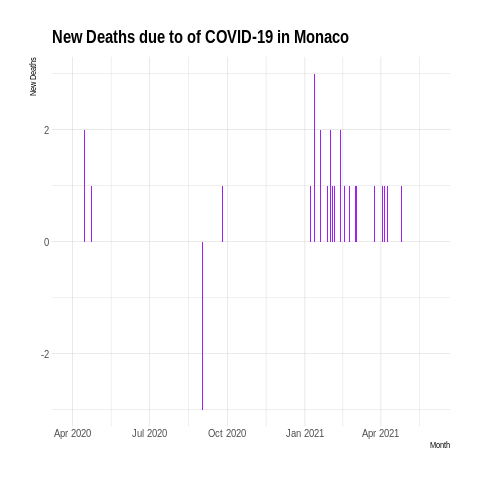 New Deaths due to of COVID-19 in Monaco
New Deaths
2
0
-2
Apr 2020 Jul 2020 Oct 2020 Jan 2021 Apr 2021
Month